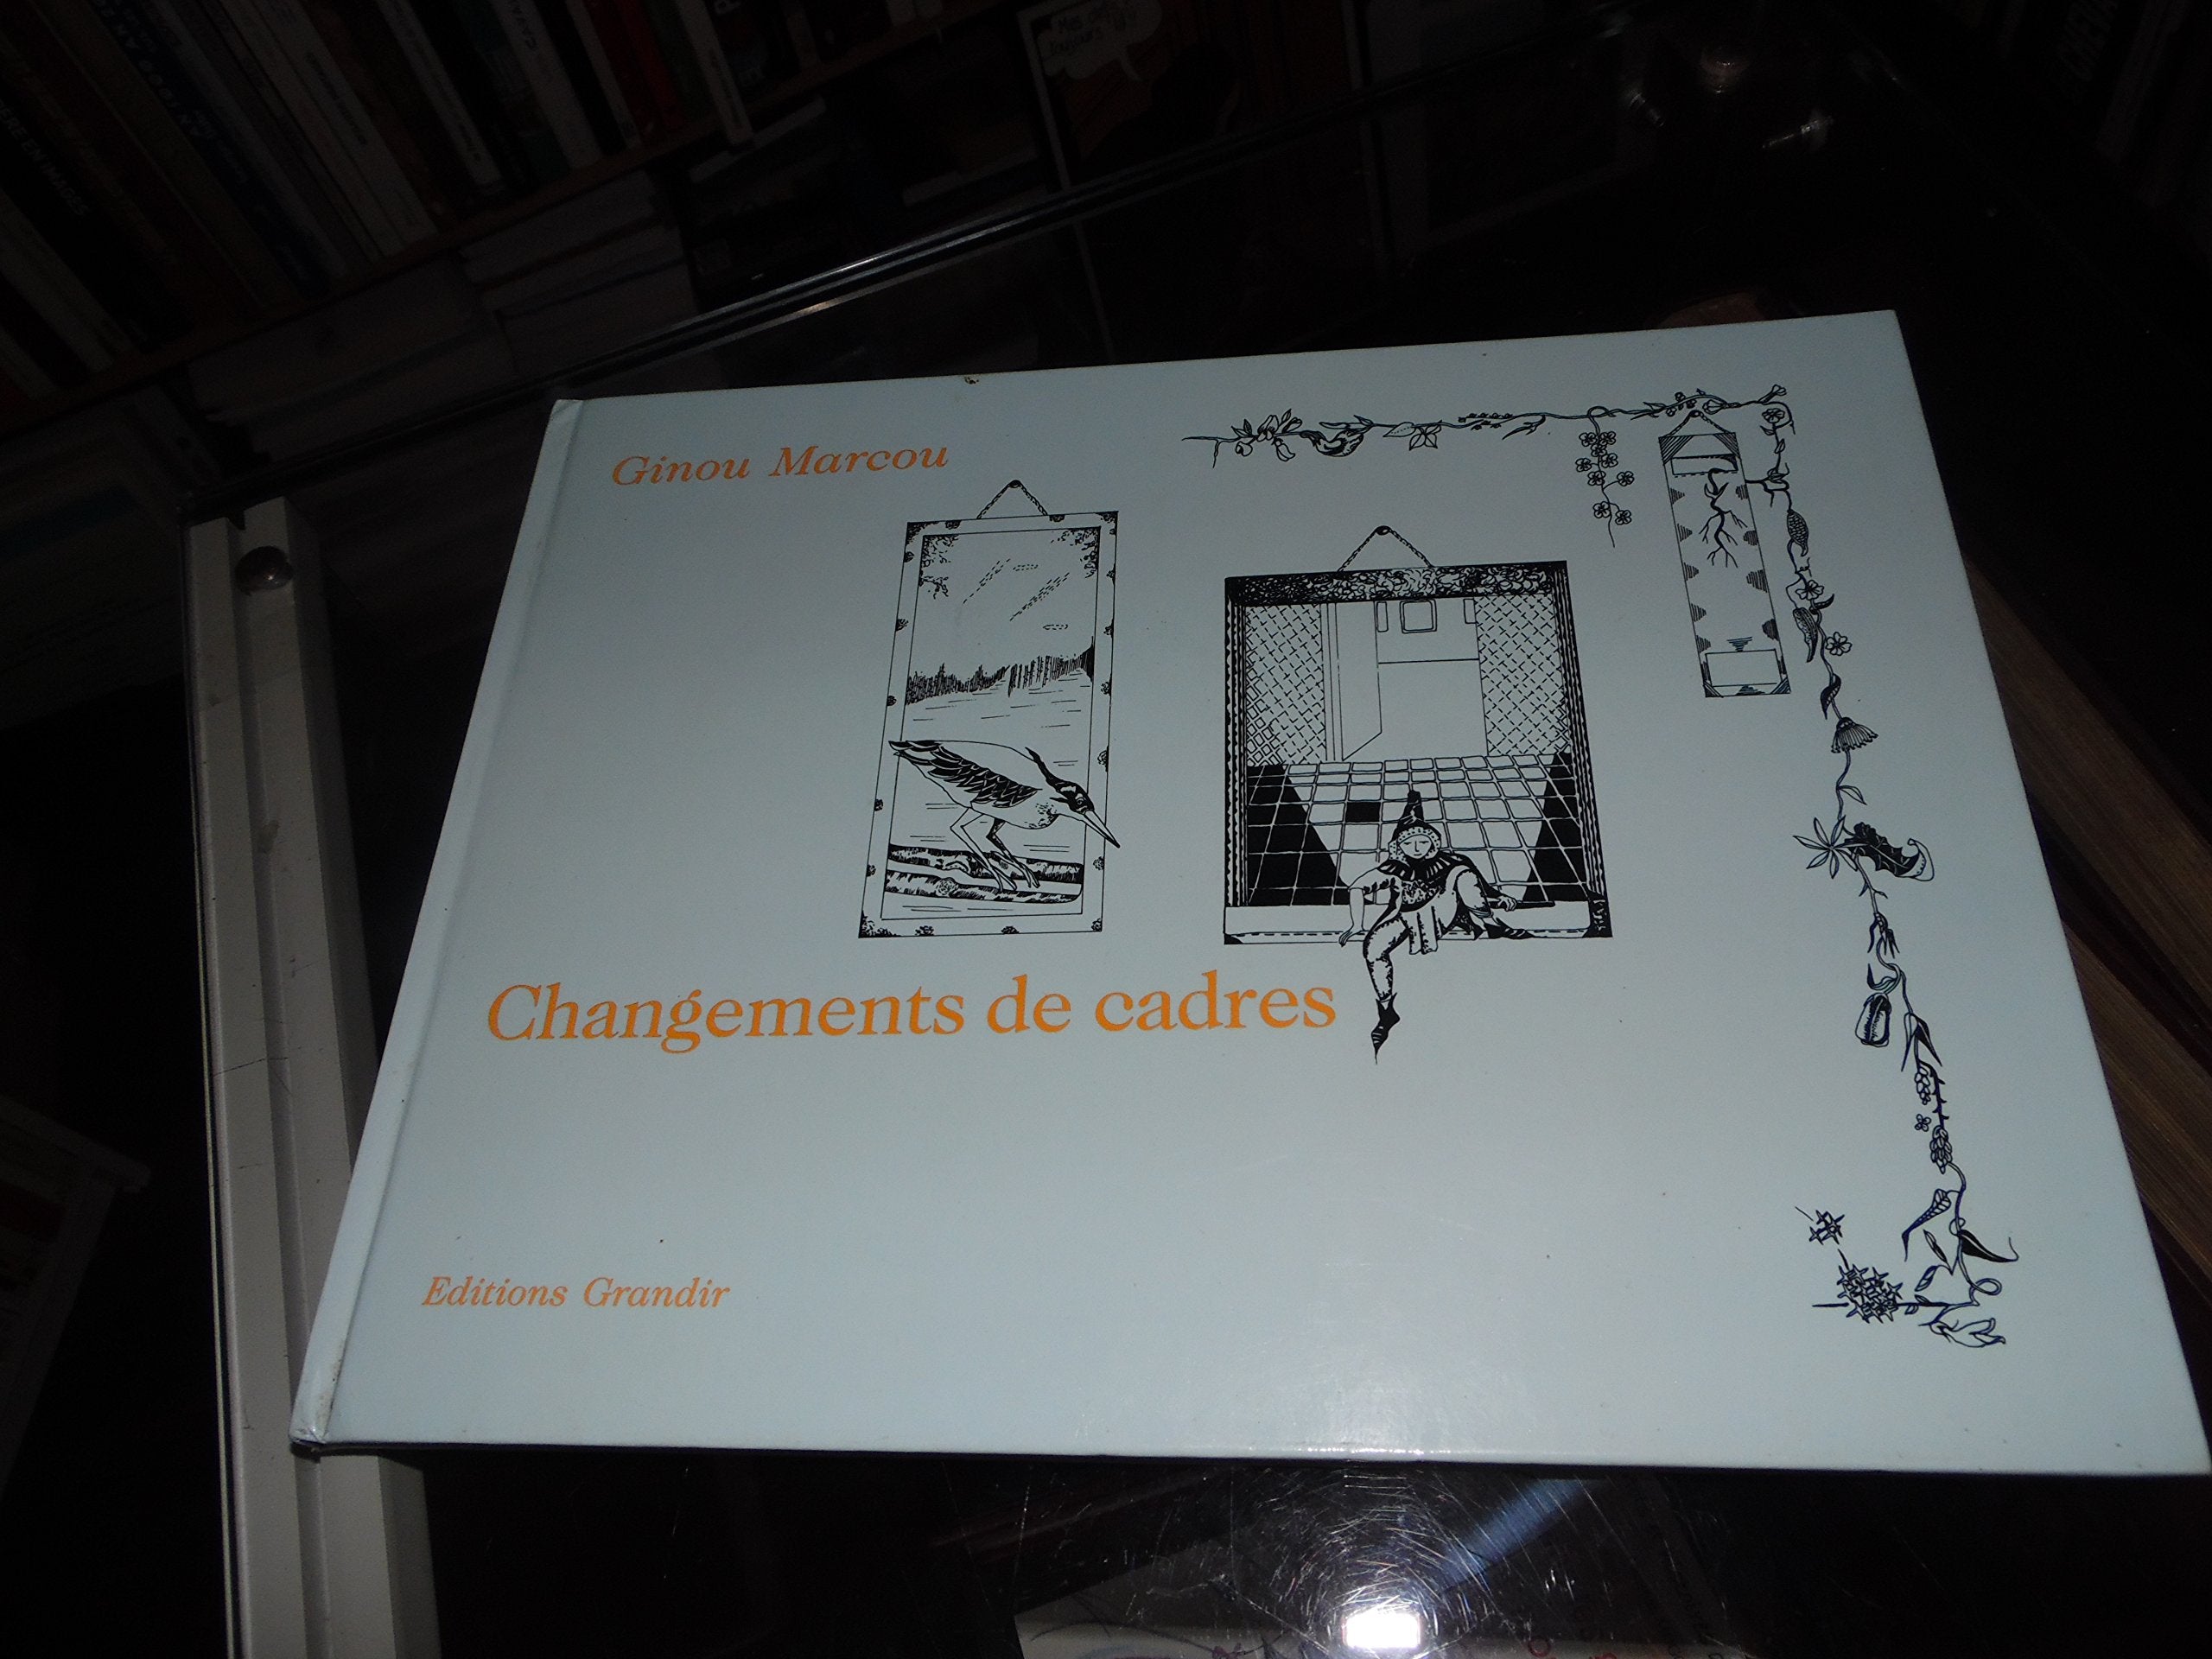 Ginou Marcou
Changements de cadres
Editions Grandir